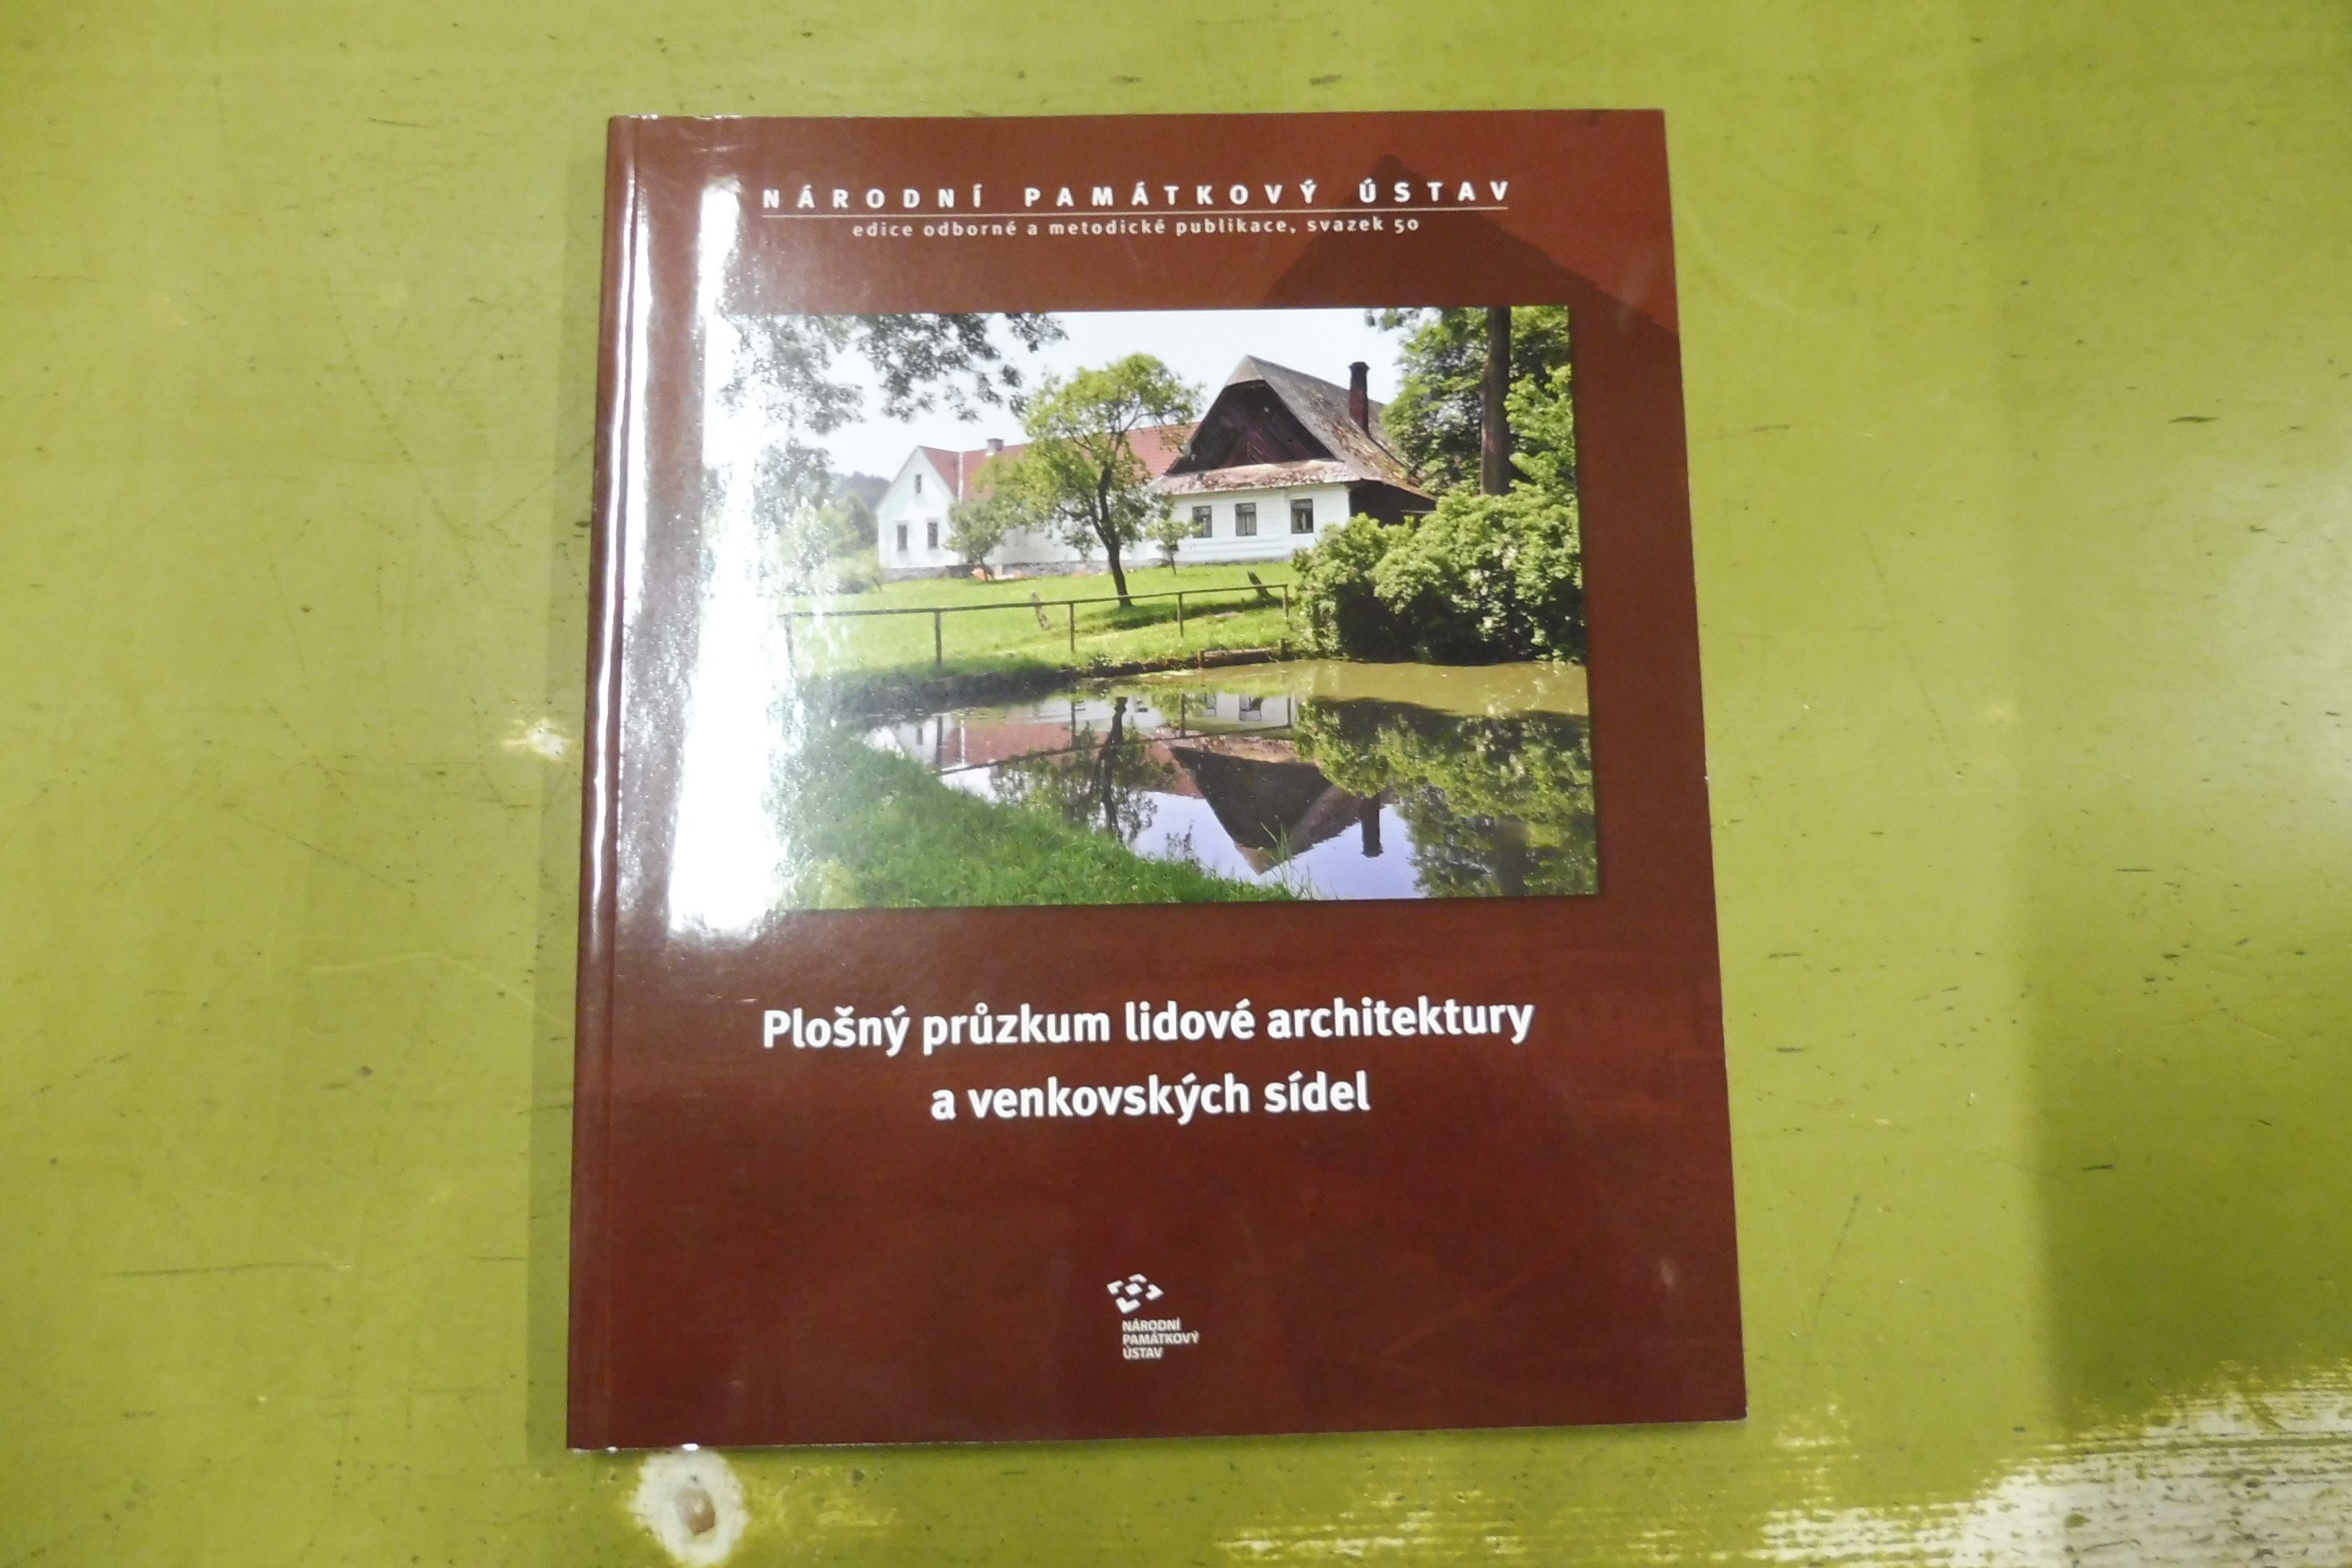 NÁRODNÍ PAMÁTKOVÝ ÚSTAV
edice odborné a metodické publikace, svazek 50
Plošný průzkum lidové architektury
a venkovských sídel
NÁRODNÍ
PAMÁTKOVÝ
ÚSTAV